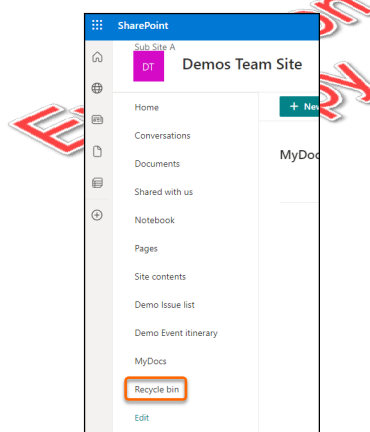 SharePoint
Sub Site A
DT
Demos Team Site
Home
+ New
Conversations
MyDoc
Documents
Shared with us
Notebook
Pages
Site contents
Demo Issue list
Demo Event itinerary
MyDocs
Recycle bin
Edit